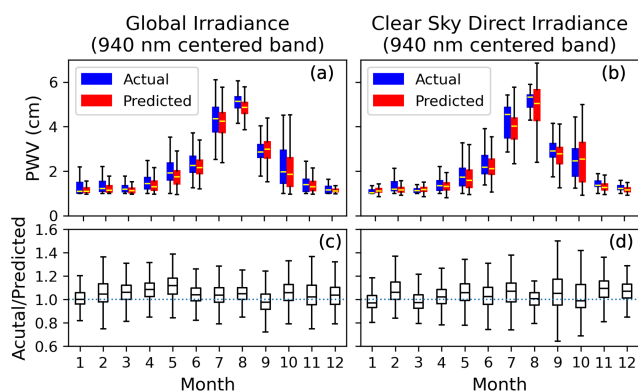 Global Irradiance
(940 nm centered band)
Clear Sky Direct Irradiance
(940 nm centered band)
PWV (cm)
6
4
2
0
Actual
Predicted
(a)
Actual
Predicted
(b)
Acutal/Predicted
1.6
1.4
1.2
1.0
0.8
0.6
(c)
(d)
1 2 3 4 5 6 7 8 9 10 11 12
1 2 3 4 5 6 7 8 9 10 11 12
Month
Month